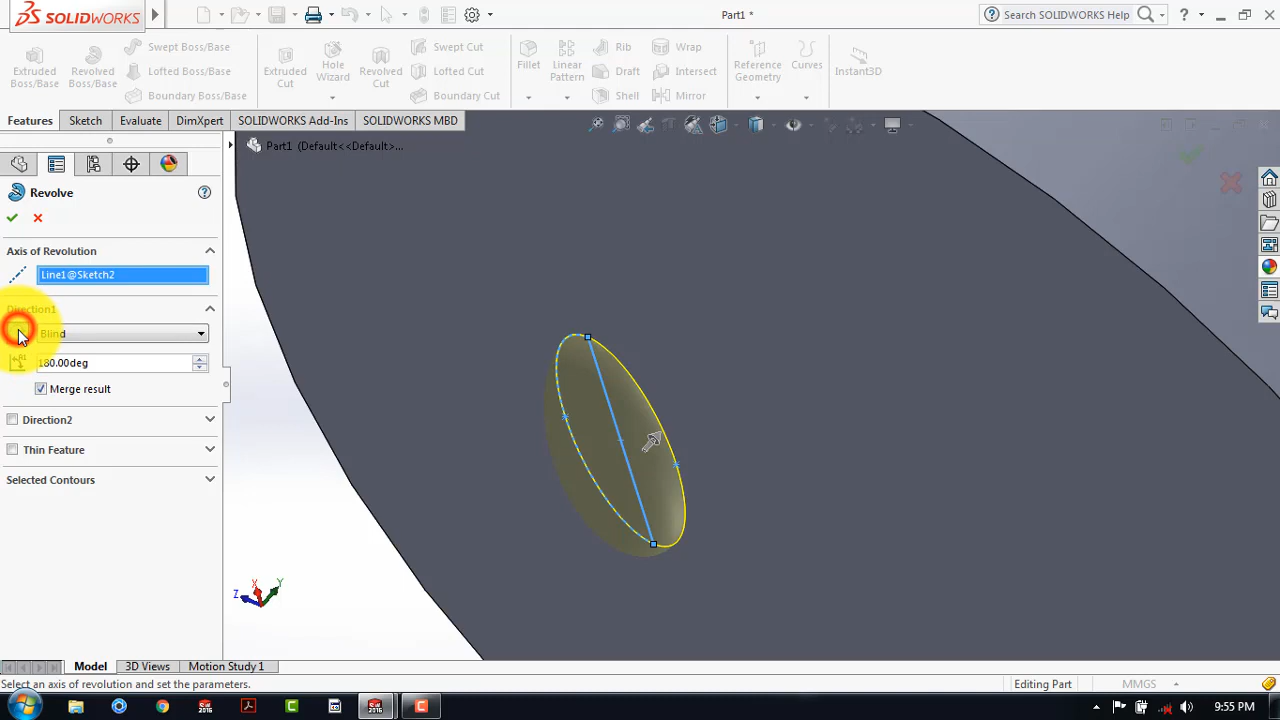 SOLIDWORKS
Part1 *
Search SOLIDWORKS Help
Extruded Boss/Base
Revolved Boss/Base
Swept Boss/Base
Lofted Boss/Base
Boundary Boss/Base
Extruded Cut
Hole Wizard
Revolved Cut
Swept Cut
Lofted Cut
Boundary Cut
Fillet
Linear Pattern
Rib
Draft
Shell
Wrap
Intersect
Mirror
Reference Geometry
Curves
Instant3D
Features
Sketch
Evaluate
DimXpert
SOLIDWORKS Add-Ins
SOLIDWORKS MBD
Part1 (Default<<Default>...
Revolve
Axis of Revolution
Line1@Sketch2
Direction1
Blind
180.00deg
Merge result
Direction2
Thin Feature
Selected Contours
X
Y
Z
Model
3D Views
Motion Study 1
Select an axis of revolution and set the parameters.
Editing Part
MMGS
9:55 PM